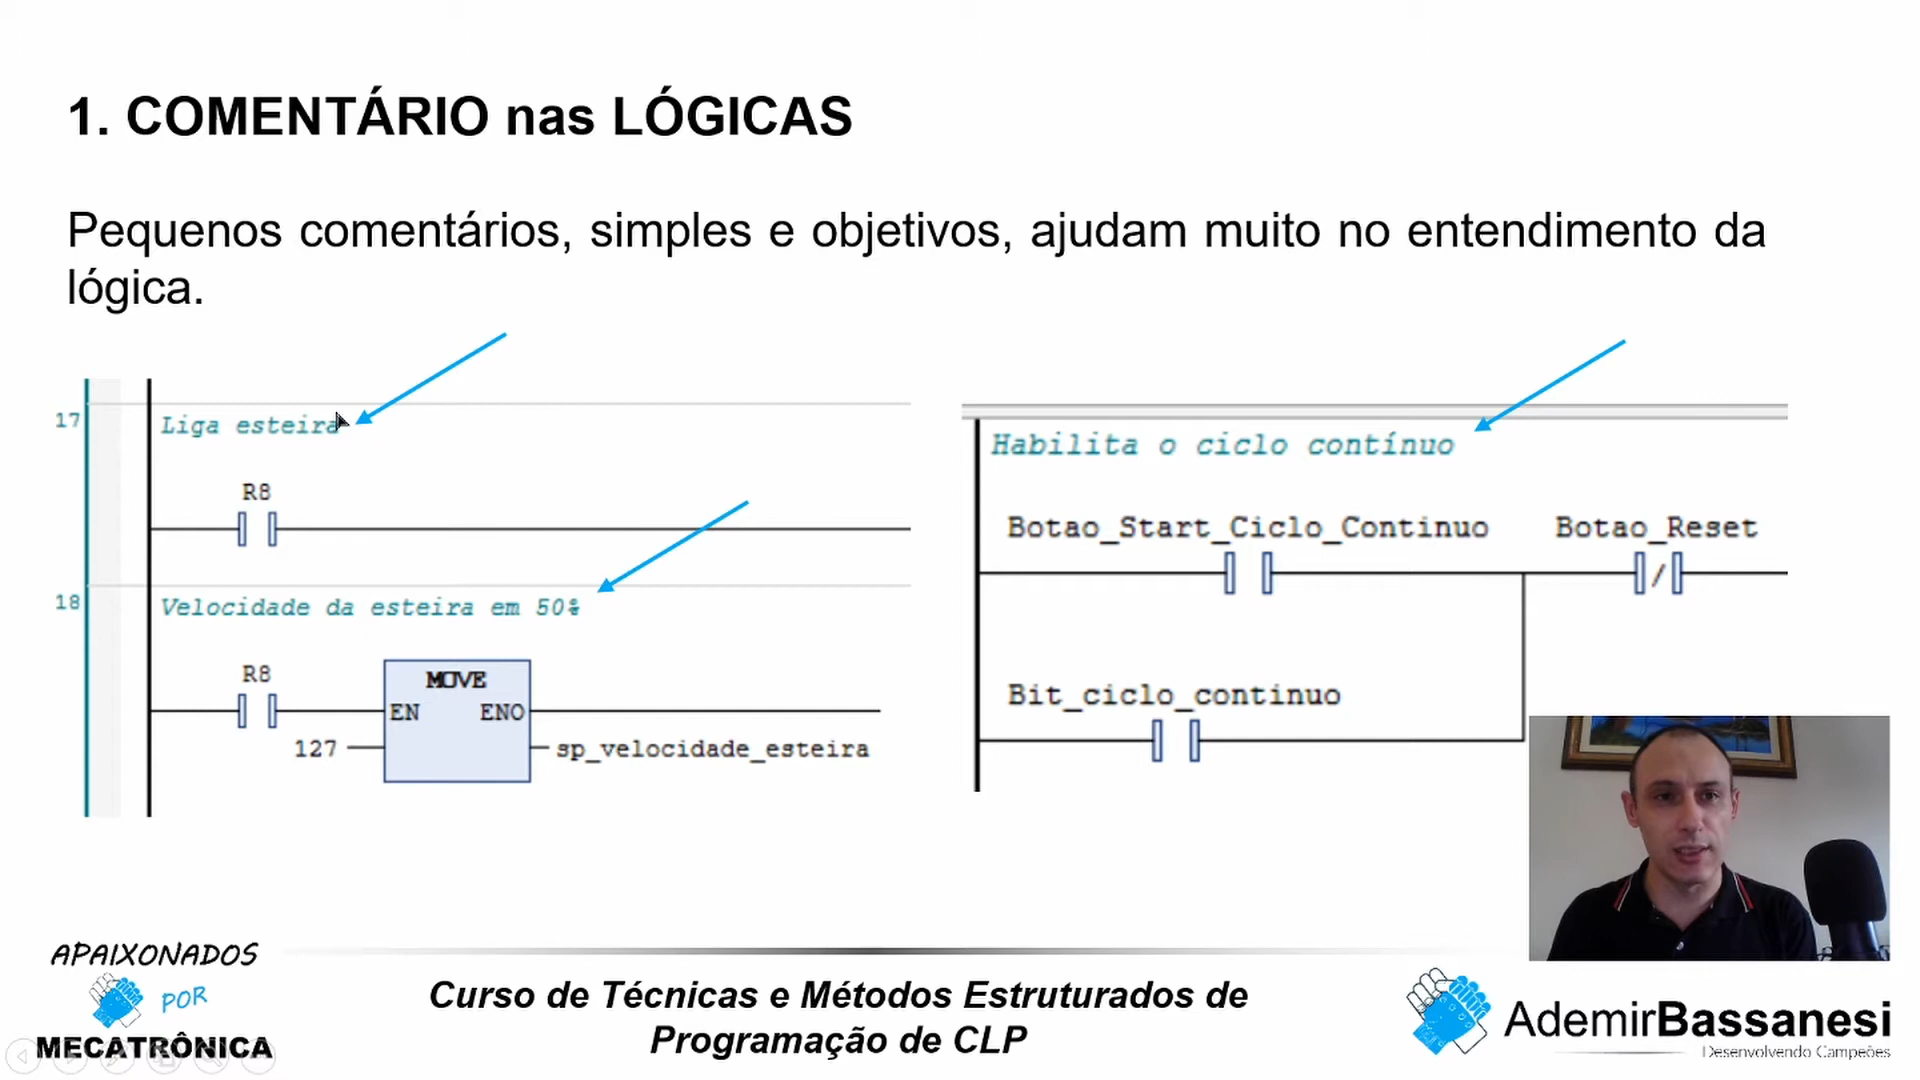 1. COMENTÁRIO nas LÓGICAS
Pequenos comentários, simples e objetivos, ajudam muito no entendimento da
lógica.
17
Liga esteira
R8
18
Velocidade da esteira em 50%
R8
MOVE
EN ENO
127
sp_velocidade_esteira
Habilita o ciclo contínuo
Botao_Start_Ciclo_Continuo
Botao_Reset
/
Bit_ciclo_continuo
APAIXONADOS
POR
MECATRÔNICA
Curso de Técnicas e Métodos Estruturados de
Programação de CLP
AdemirBassanesi
Desenvolvendo Campeões